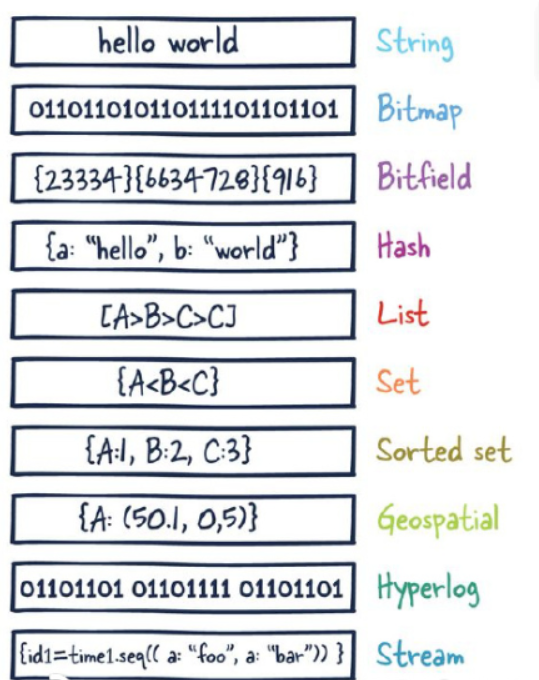 hello world String
011011010110111101101101 Bitmap
{23334}{6634728}{916} Bitfield
{a: "hello", b: "world"} Hash
[A>B>C>C] List
{A<B<C} Set
{A:1, B:2, C:3} Sorted set
{A: (50.1, 0,5)} Geospatial
01101101 01101111 01101101 Hyperlog
{id1=time1.seq(( a: "foo", a: "bar")) } Stream